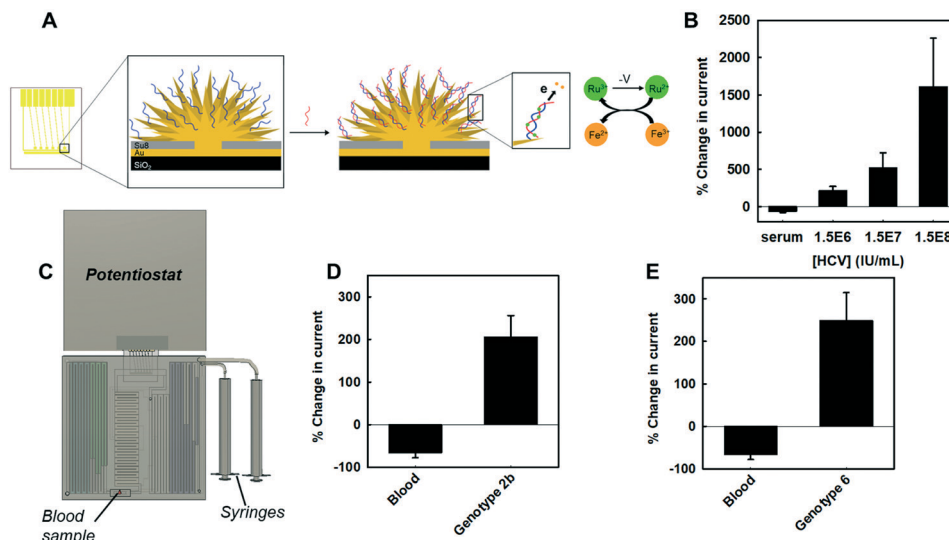 A
Su8
Au
SiO₂
e
-V
Ru³⁺
Ru²⁺
Fe²⁺
Fe³⁺
B
% Change in current
2500
2000
1500
1000
500
0
serum 1.5E6 1.5E7 1.5E8
[HCV] (IU/mL)
C
Potentiostat
Blood
sample
Syringes
D
% Change in current
300
200
100
0
-100
Blood
Genotype 2b
E
% Change in current
300
200
100
0
-100
Blood
Genotype 6